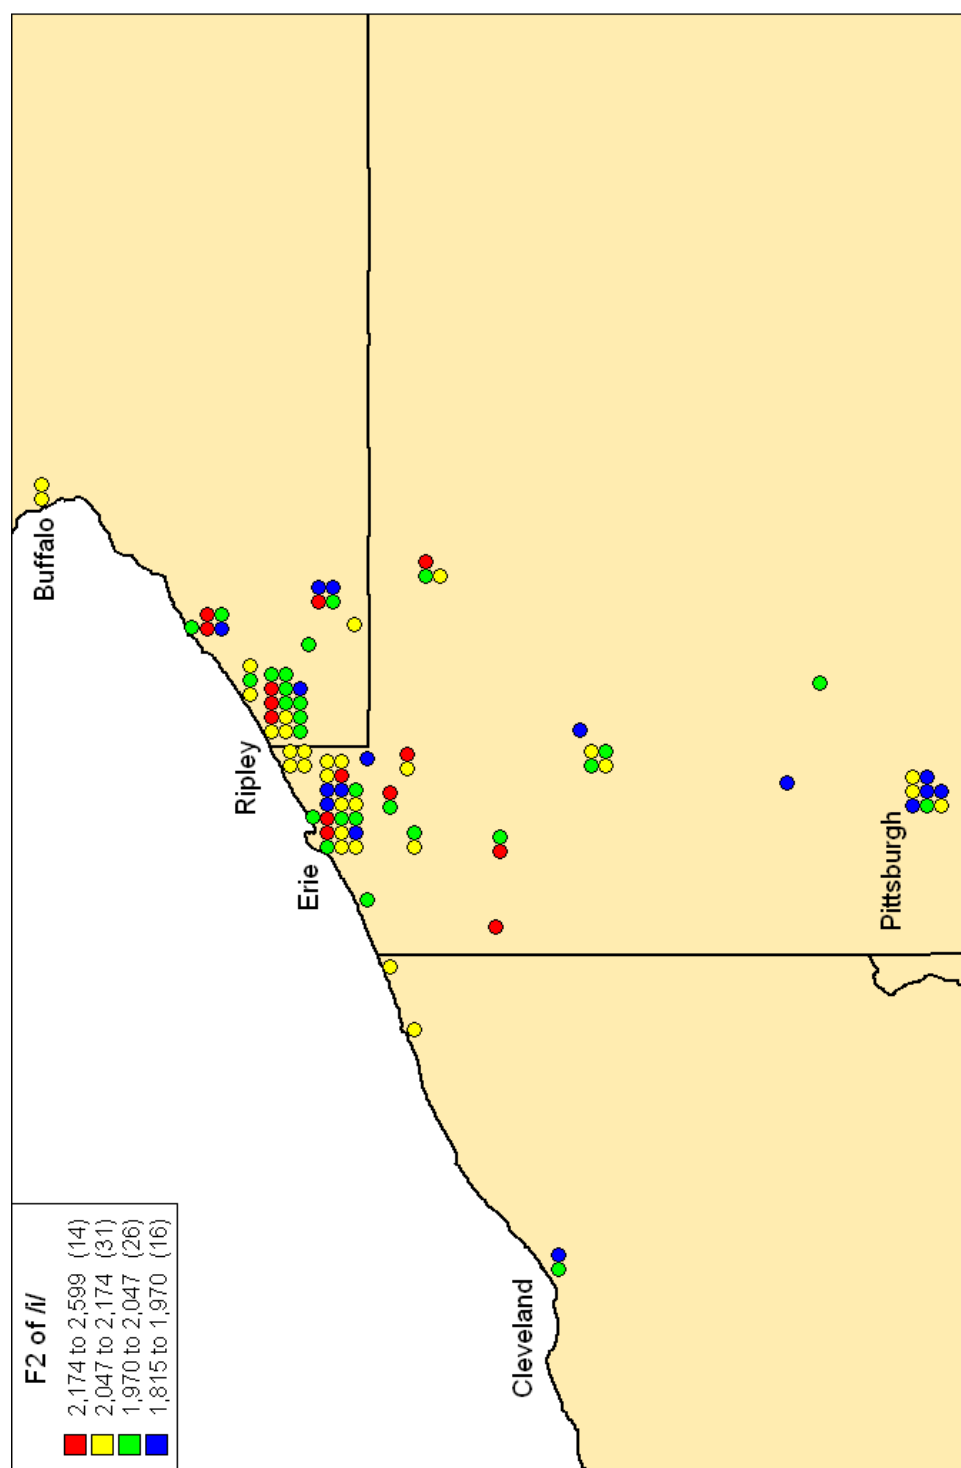 F2 of /i/
2,174 to 2,599 (14)
2,047 to 2,174 (31)
1,970 to 2,047 (26)
1,815 to 1,970 (16)
Buffalo
Ripley
Erie
Cleveland
Pittsburgh